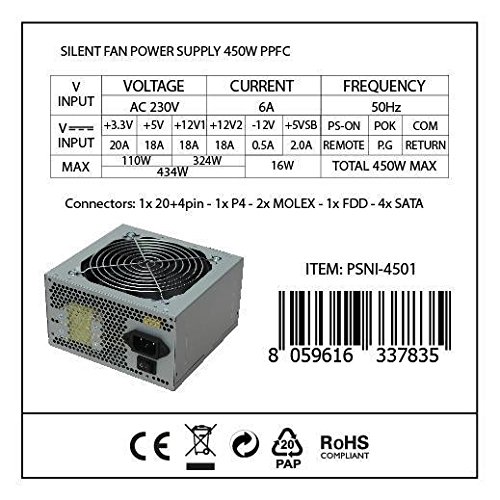 SILENT FAN POWER SUPPLY 450W PPFC
V INPUT VOLTAGE CURRENT FREQUENCY
AC 230V 6A 50Hz
V INPUT +3.3V +5V +12V1 +12V2 -12V +5VSB PS-ON POK COM
20A 18A 18A 18A 0.5A 2.0A REMOTE P.G RETURN
MAX 110W 324W 16W TOTAL 450W MAX
434W
Connectors: 1x 20+4pin - 1x P4 - 2x MOLEX - 1x FDD - 4x SATA
ITEM: PSNI-4501
8 059616 337835
CE
20
PAP
RoHS
COMPLIANT